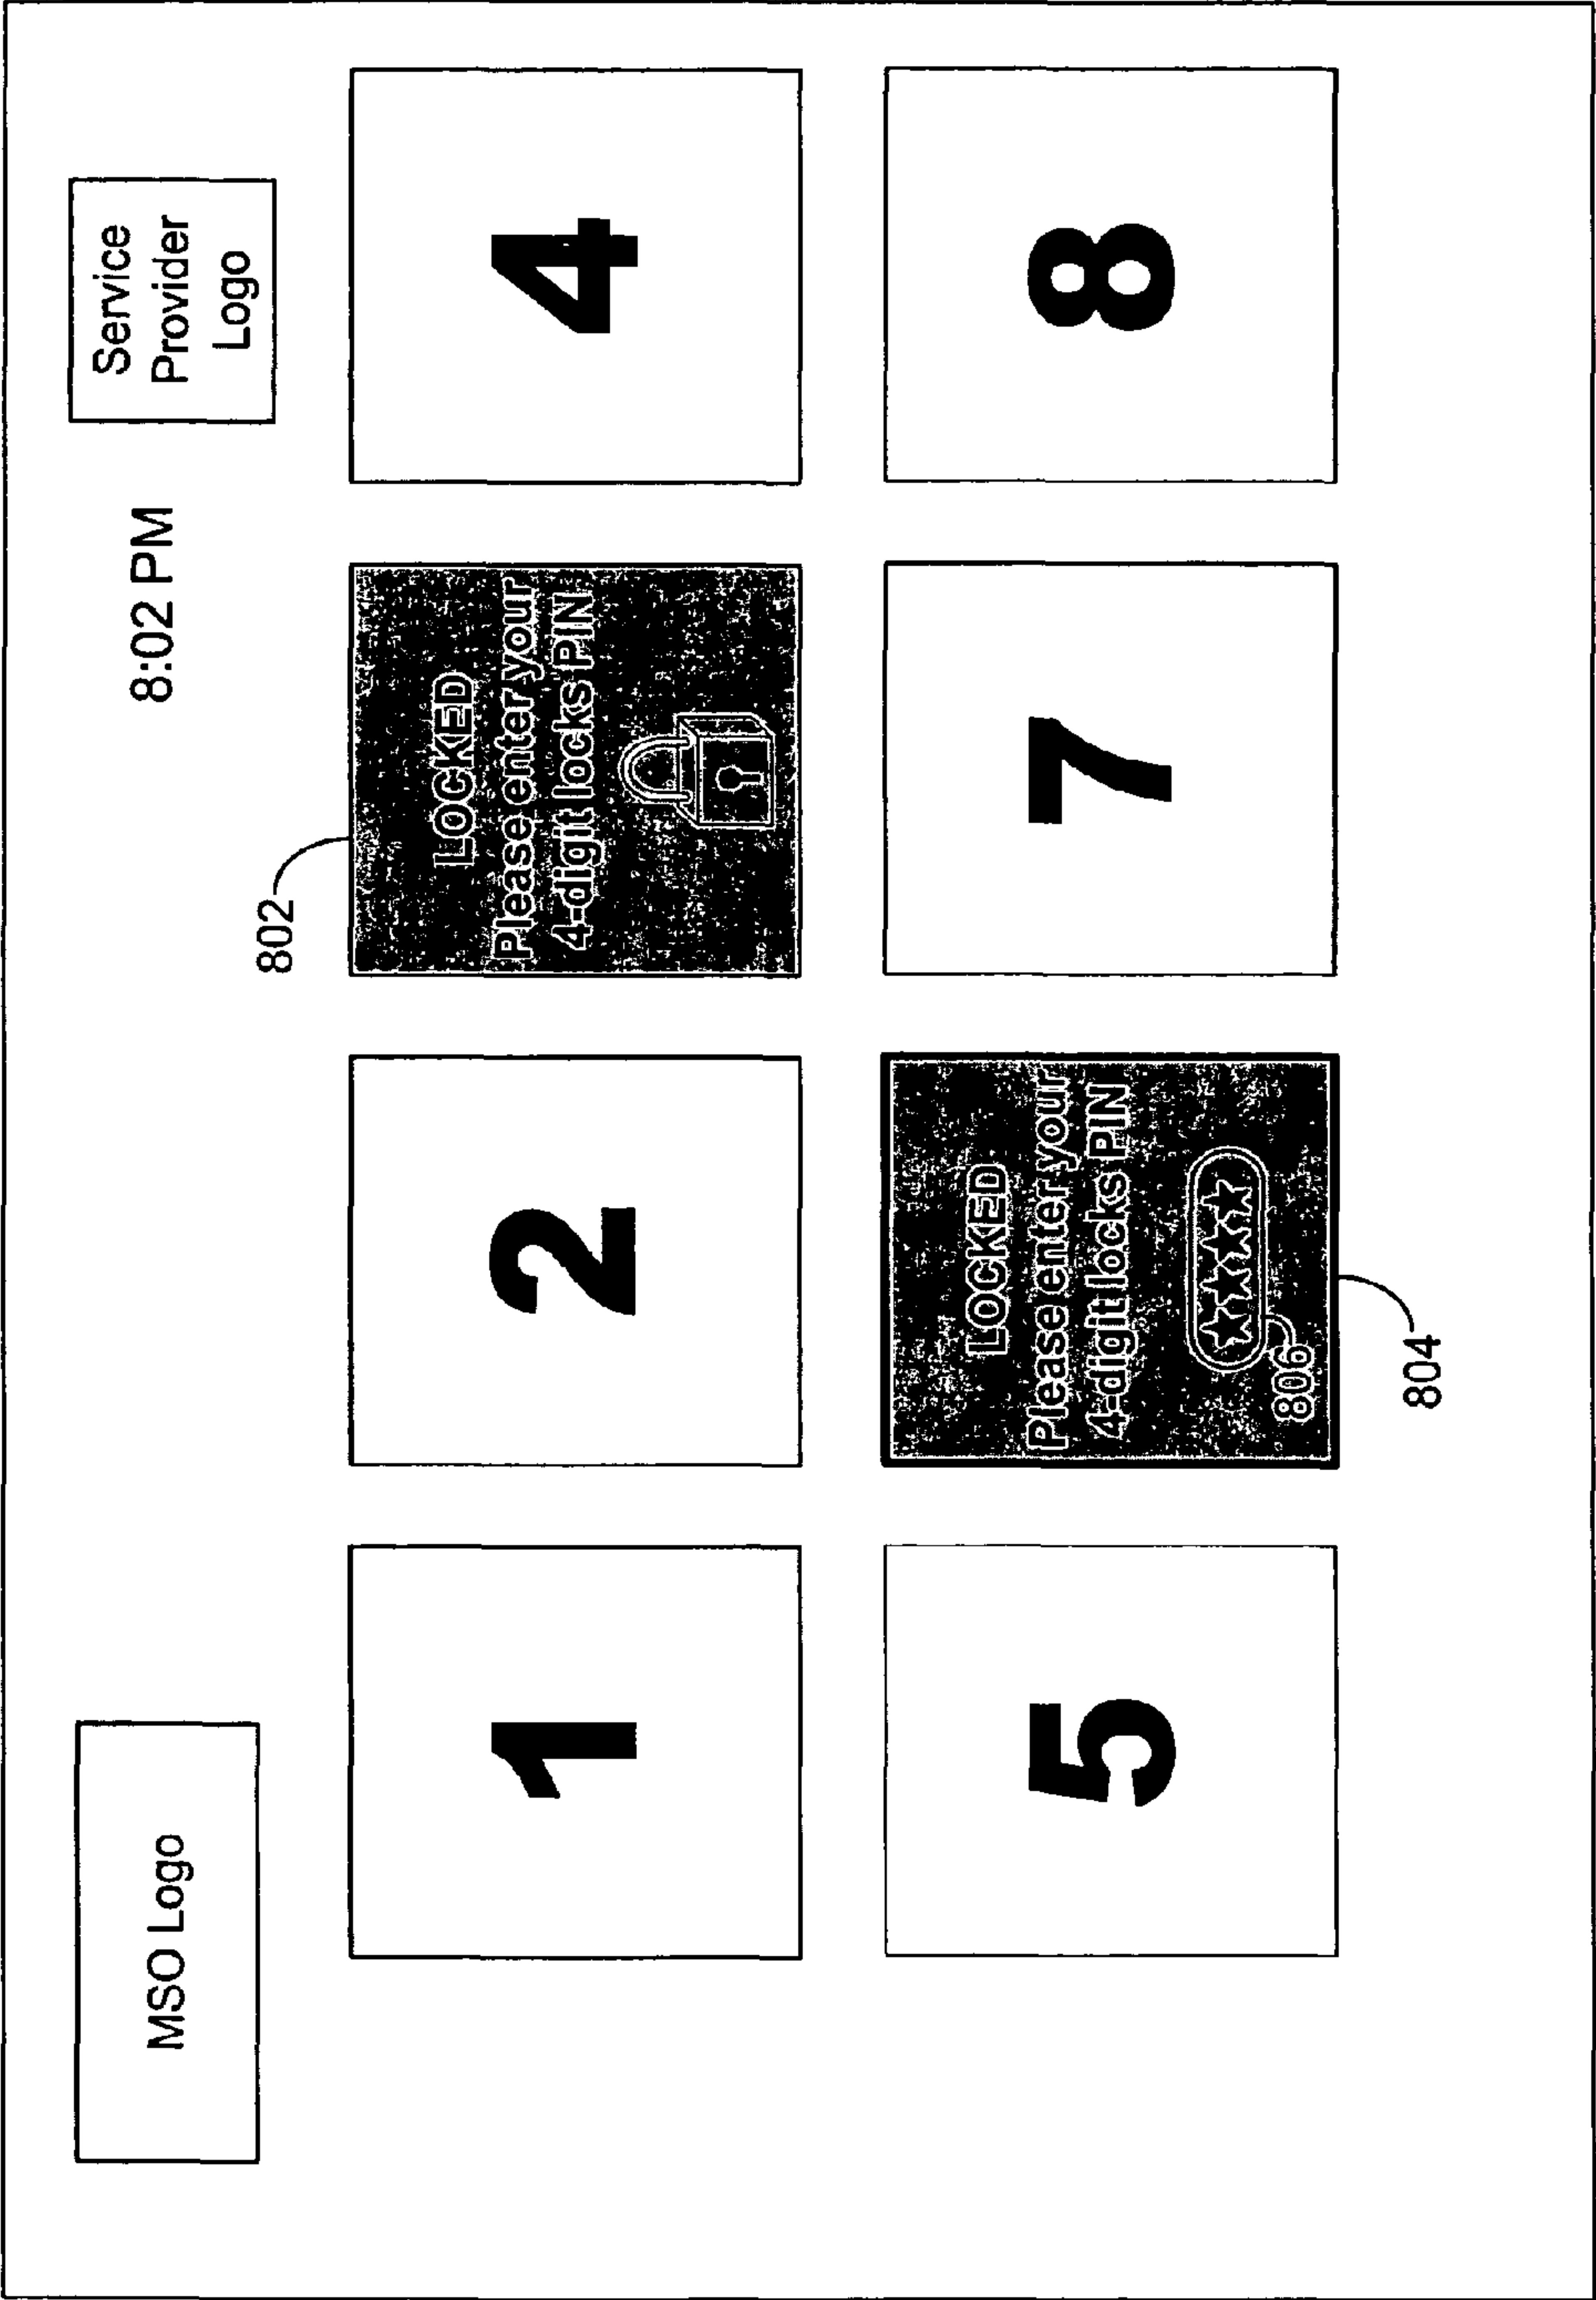 MSO Logo
8:02 PM
Service
Provider
Logo
802
1
2
LOCKED
Please enter your
4-digit locks PIN
4
5
LOCKED
Please enter your
4-digit locks PIN
806
7
8
804